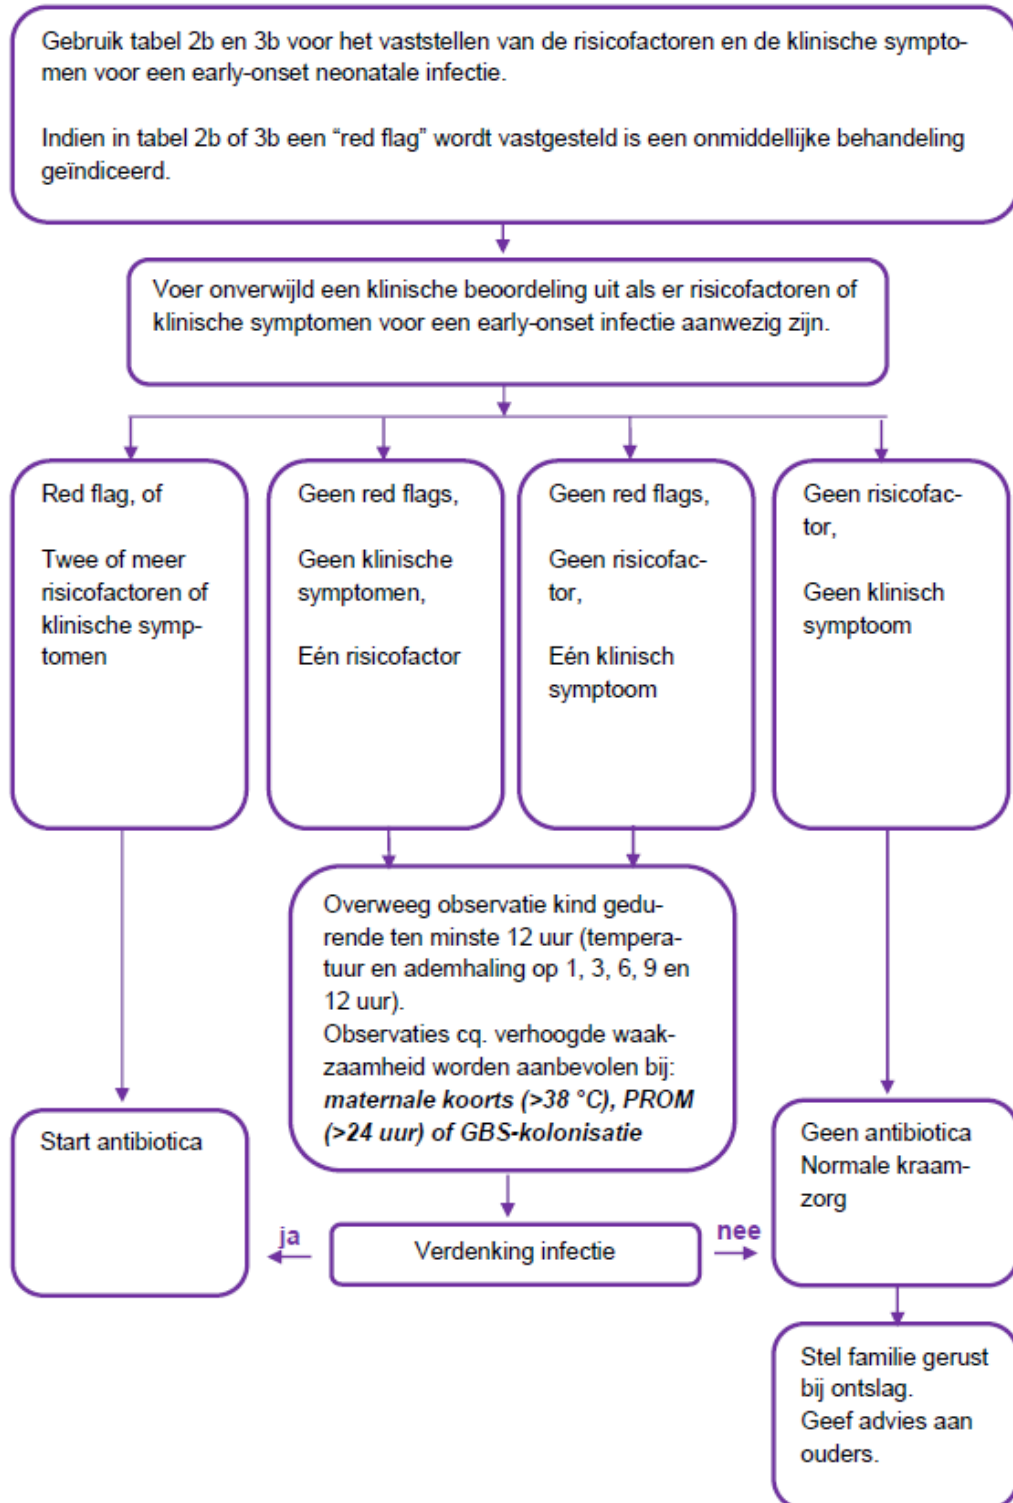 Gebruik tabel 2b en 3b voor het vaststellen van de risicofactoren en de klinische sympto-
men voor een early-onset neonatale infectie.
Indien in tabel 2b of 3b een “red flag” wordt vastgesteld is een onmiddellijke behandeling
geïndiceerd.
Voer onverwijld een klinische beoordeling uit als er risicofactoren of
klinische symptomen voor een early-onset infectie aanwezig zijn.
Red flag, of
Twee of meer
risicofactoren of
klinische symp-
tomen
Geen red flags,
Geen klinische
symptomen,
Eén risicofactor
Geen red flags,
Geen risicofac-
tor,
Eén klinisch
symptoom
Geen risicofac-
tor,
Geen klinisch
symptoom
Overweeg observatie kind gedu-
rende ten minste 12 uur (tempera-
tuur en ademhaling op 1, 3, 6, 9 en
12 uur).
Observaties cq. verhoogde waak-
zaamheid worden aanbevolen bij:
maternale koorts (>38 °C), PROM
(>24 uur) of GBS-kolonisatie
Start antibiotica
ja
Verdenking infectie
nee
Geen antibiotica
Normale kraam-
zorg
Stel familie gerust
bij ontslag.
Geef advies aan
ouders.